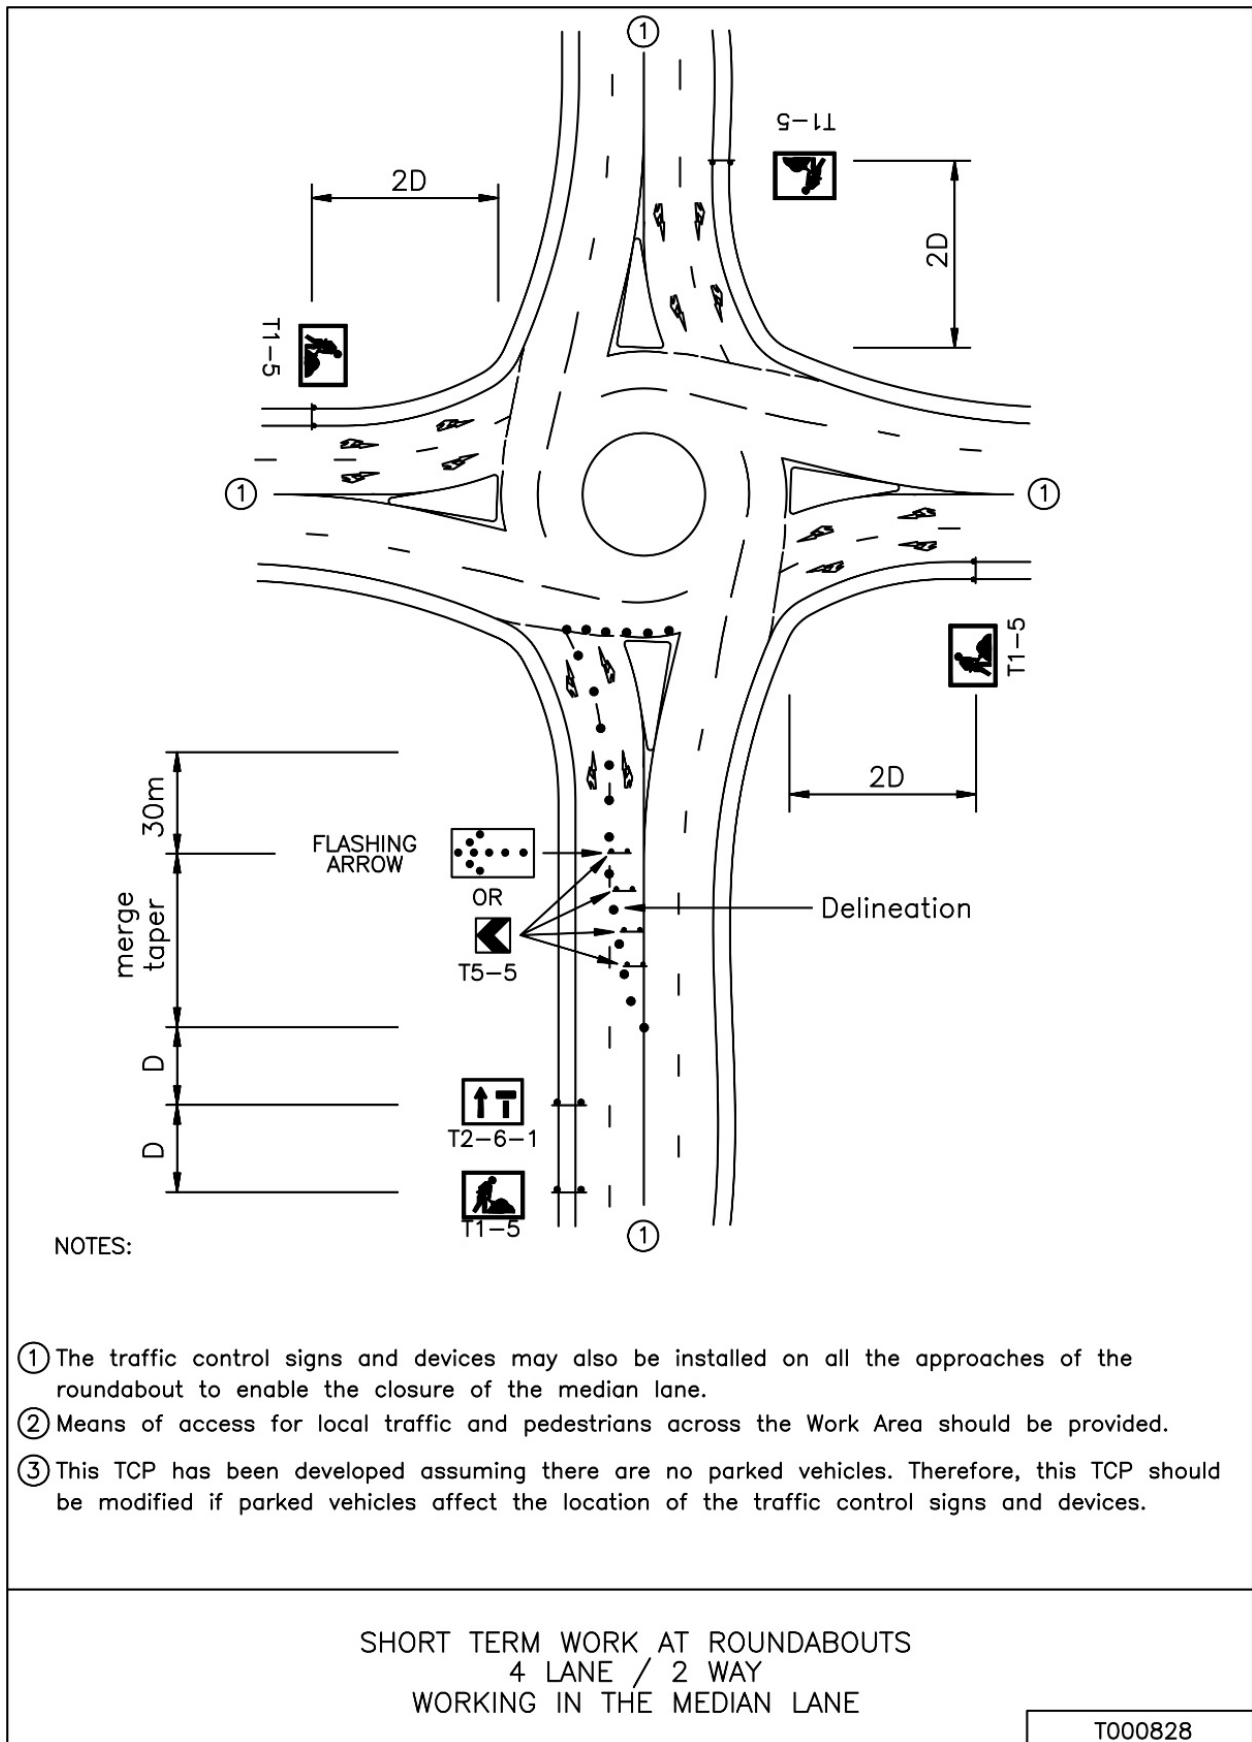 1
T1-5
2D
2D
T1-5
1
1
T1-5
2D
30m
FLASHING
ARROW
OR
merge
taper
Delineation
T5-5
D
T2-6-1
D
T1-5
1
NOTES:
1 The traffic control signs and devices may also be installed on all the approaches of the
roundabout to enable the closure of the median lane.
2 Means of access for local traffic and pedestrians across the Work Area should be provided.
3 This TCP has been developed assuming there are no parked vehicles. Therefore, this TCP should
be modified if parked vehicles affect the location of the traffic control signs and devices.
SHORT TERM WORK AT ROUNDABOUTS
4 LANE / 2 WAY
WORKING IN THE MEDIAN LANE
T000828